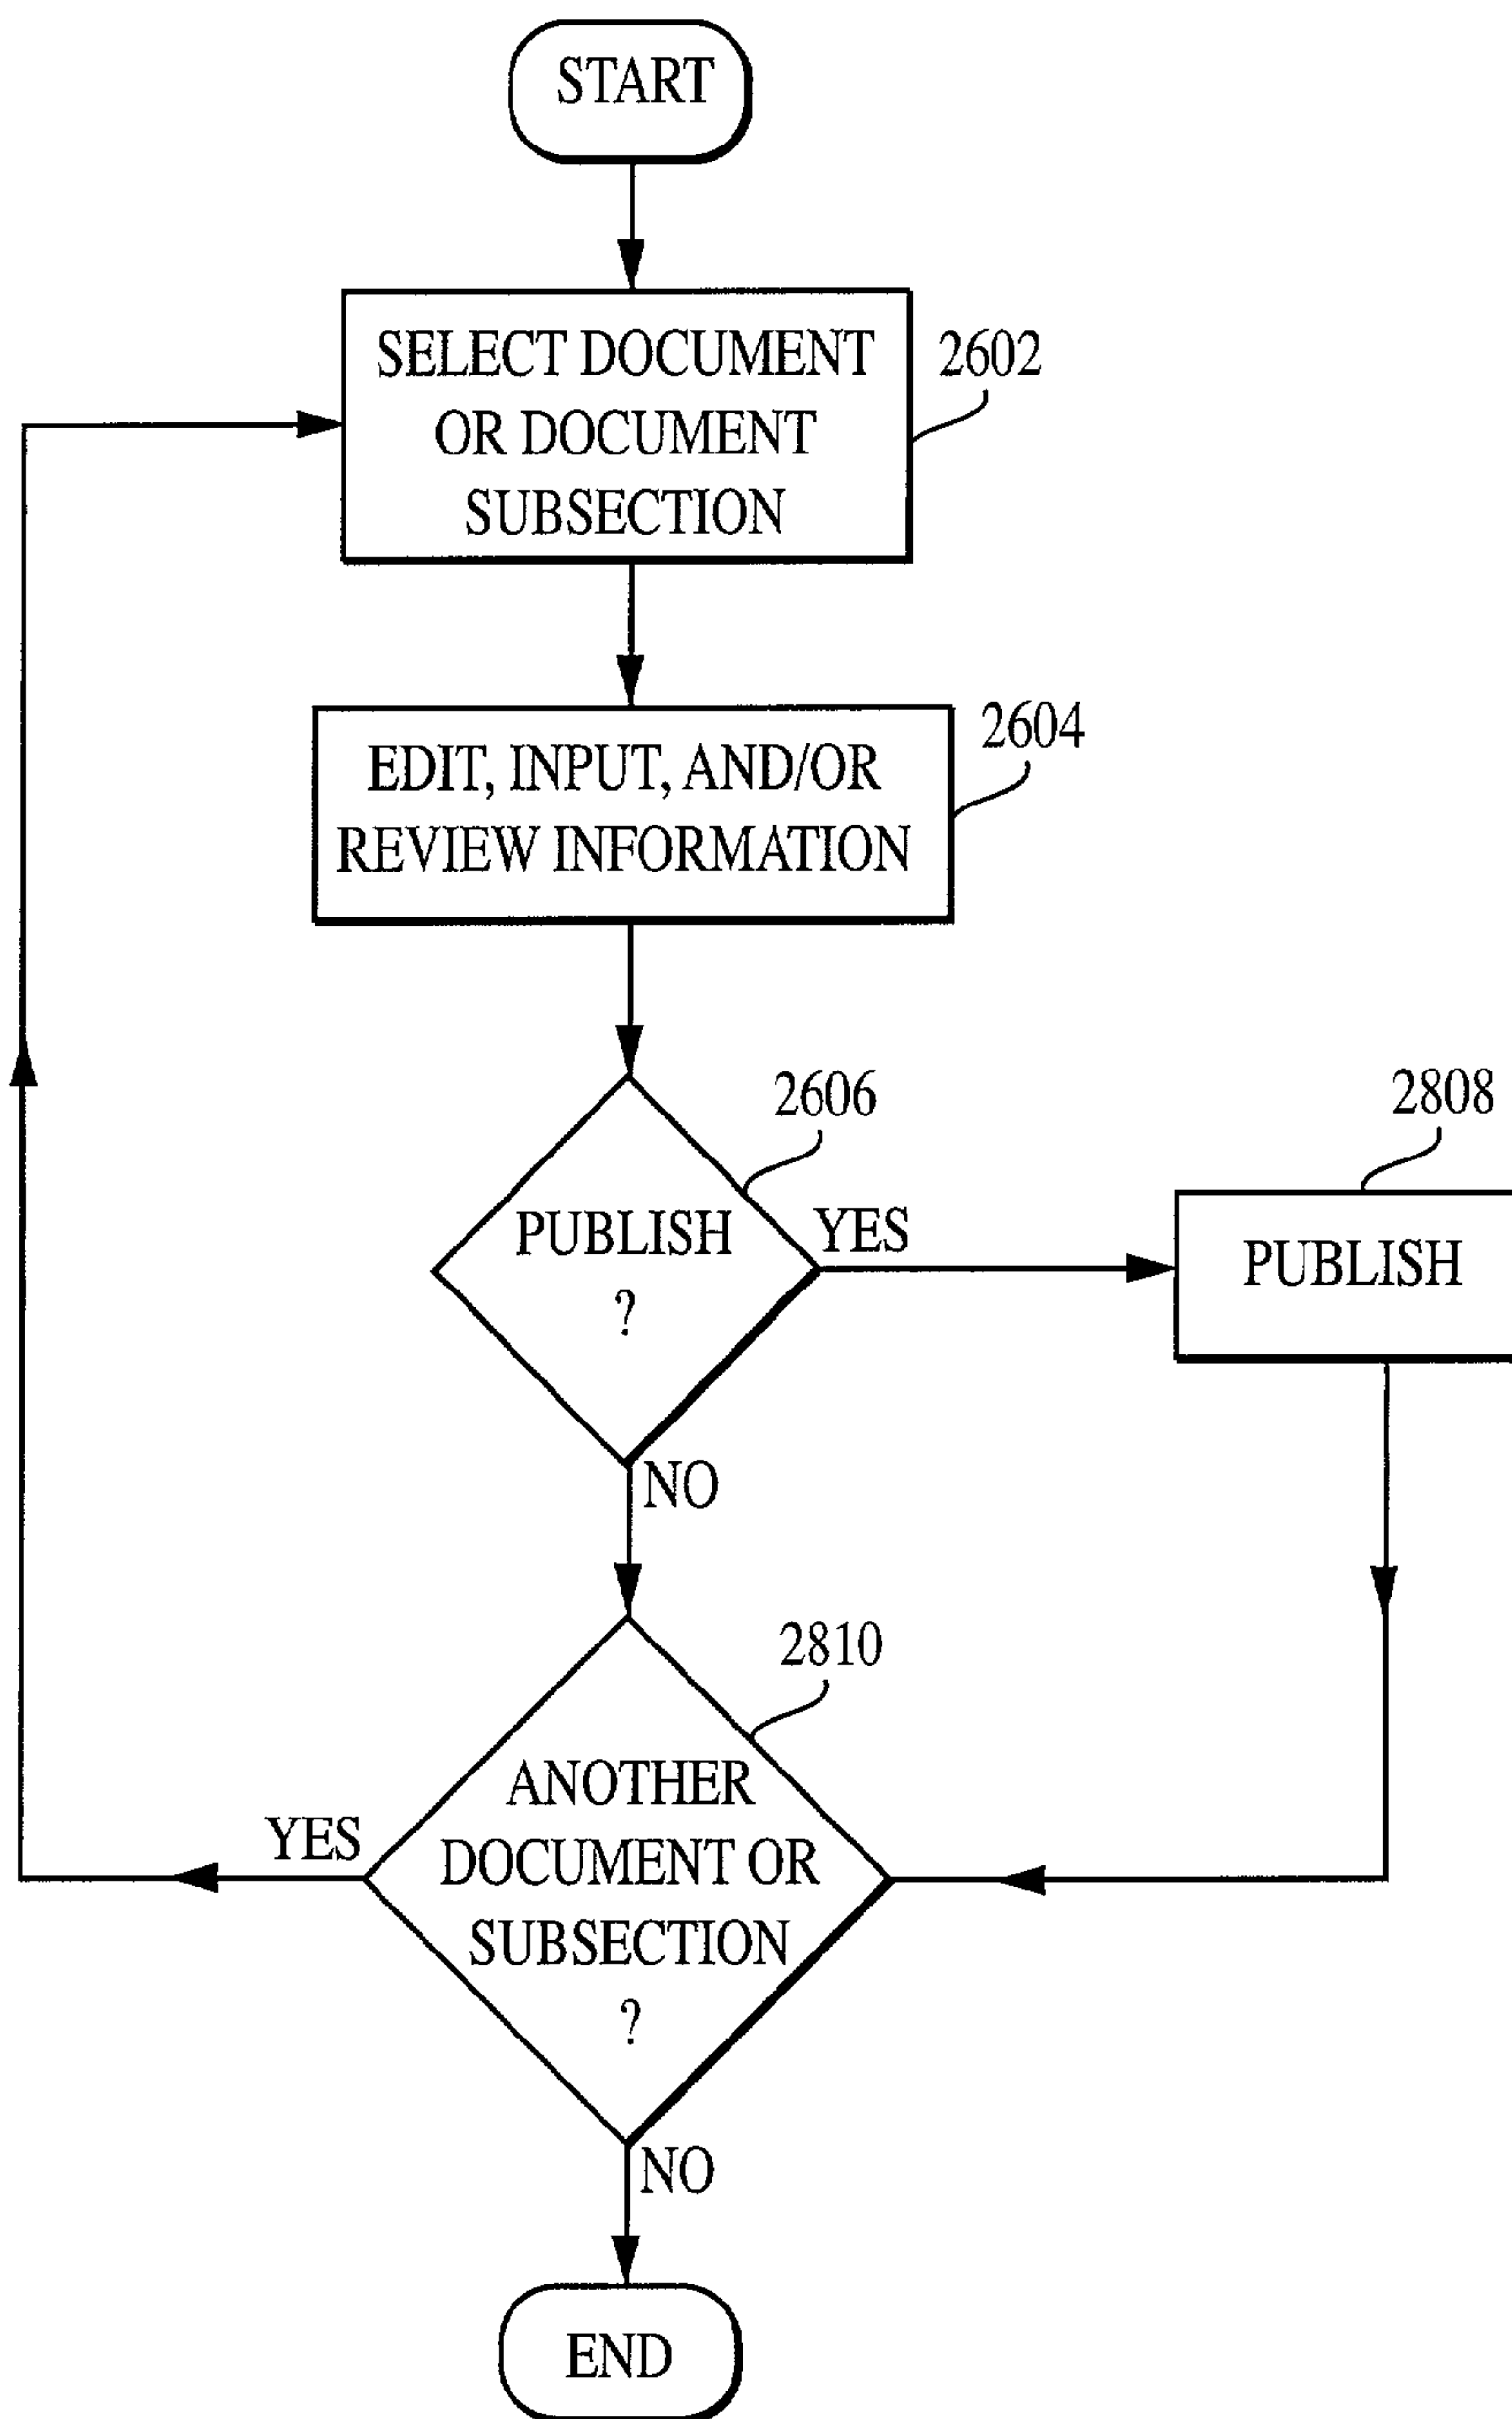 START
SELECT DOCUMENT
OR DOCUMENT
SUBSECTION
2602
EDIT, INPUT, AND/OR
REVIEW INFORMATION
2604
PUBLISH
?
2606
YES
PUBLISH
2808
NO
ANOTHER
DOCUMENT OR
SUBSECTION
?
2810
YES
NO
END